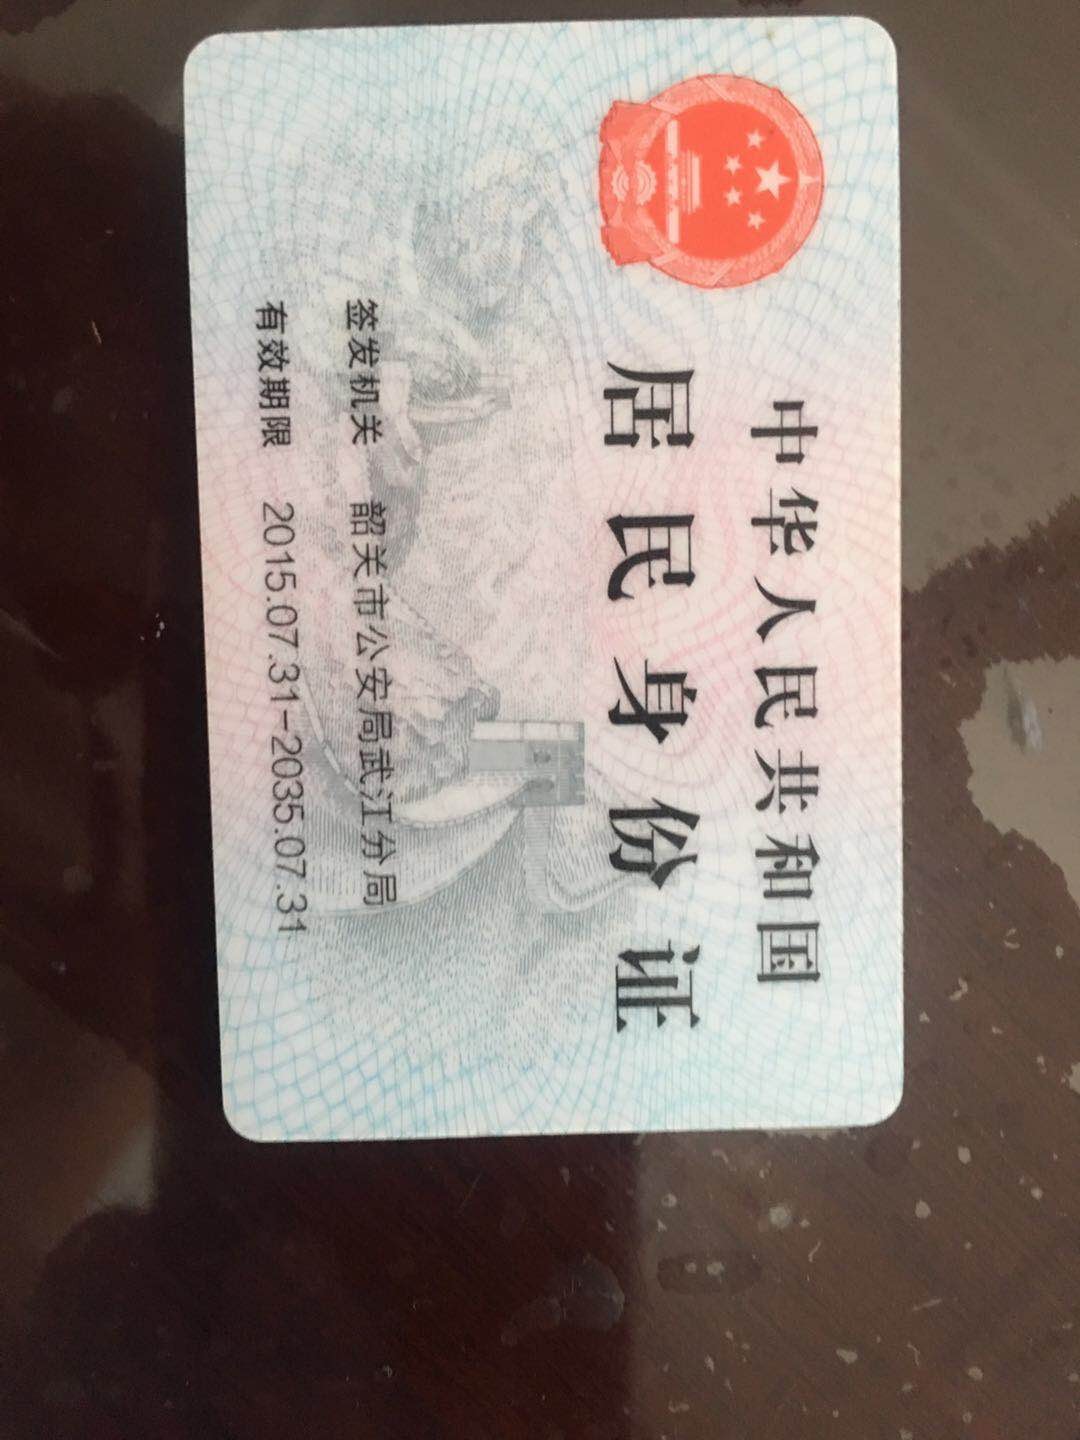 中华人民共和国
居民身份证
签发机关 韶关市公安局武江分局
有效期限 2015.07.31-2035.07.31